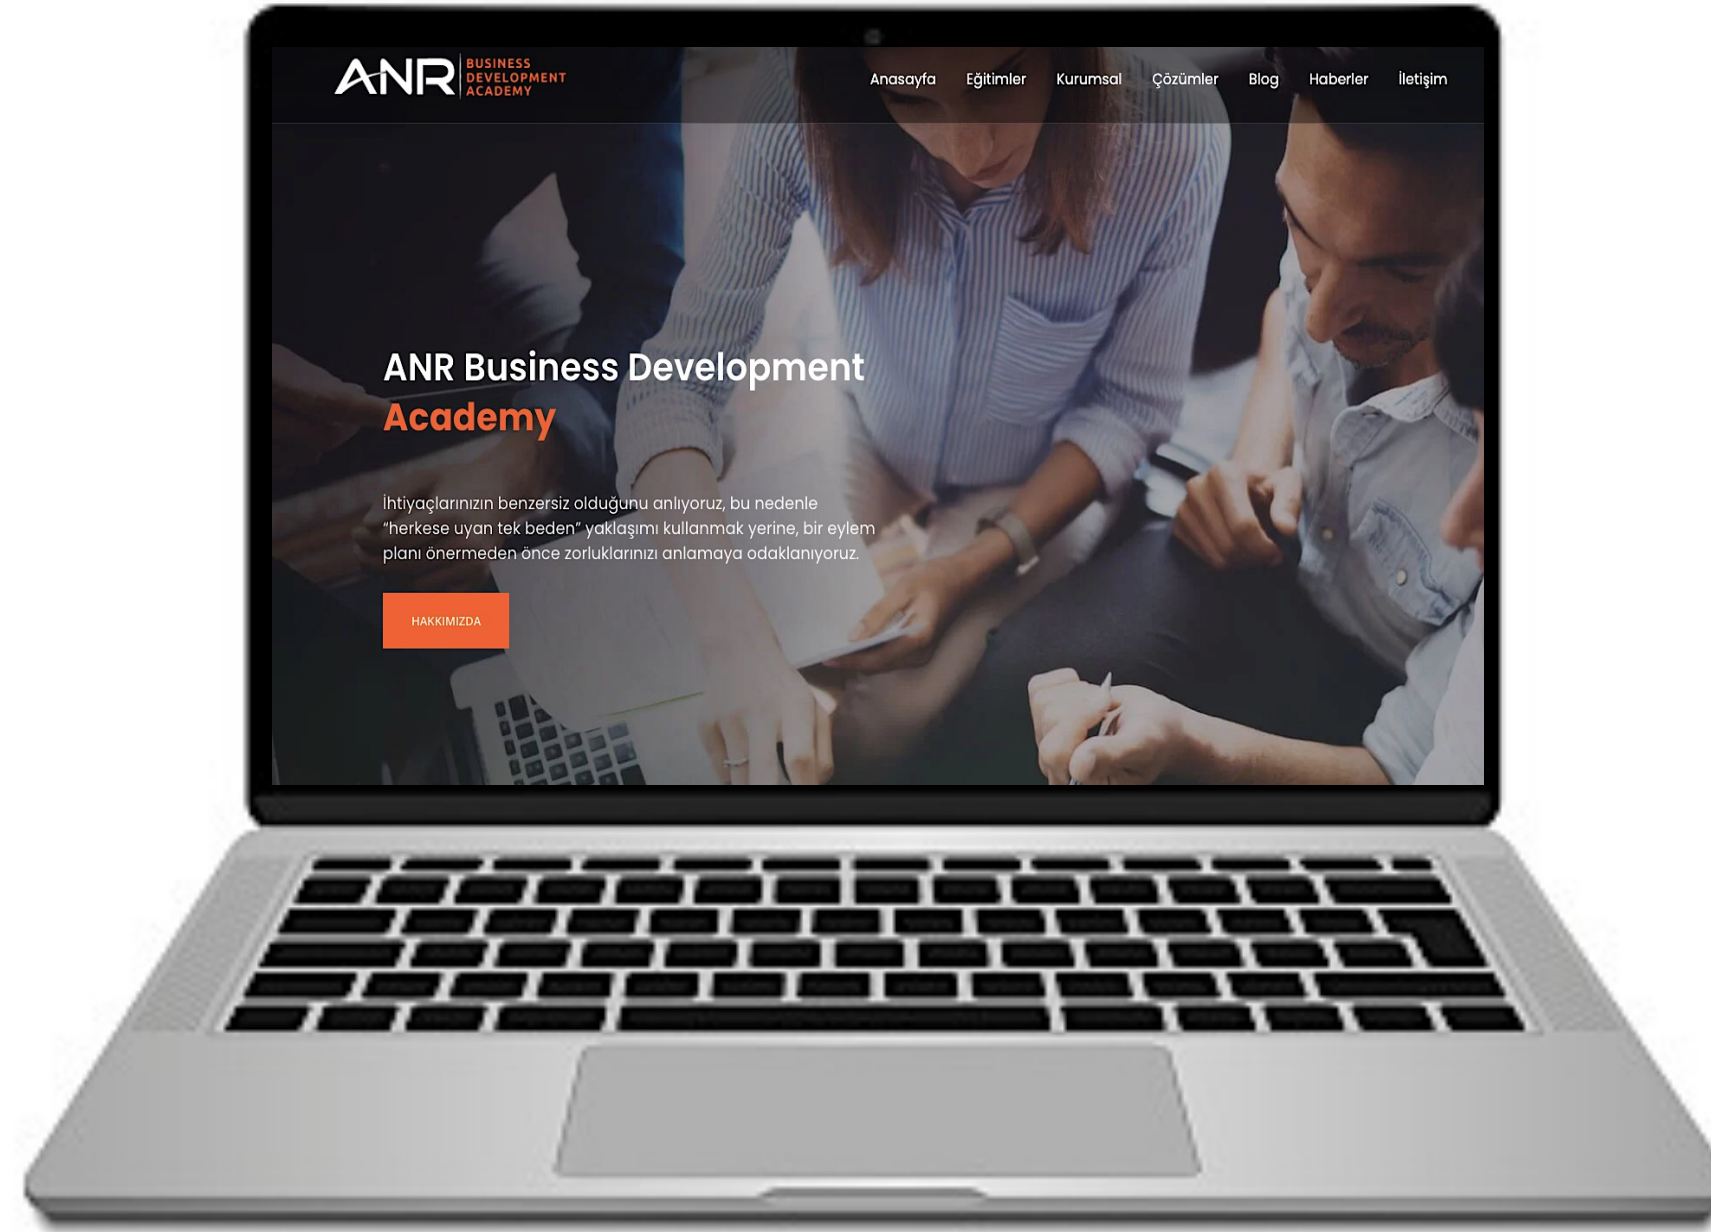 ANR
BUSINESS
DEVELOPMENT
ACADEMY
Anasayfa Eğitimler Kurumsal Çözümler Blog Haberler İletişim
ANR Business Development
Academy
İhtiyaçlarınızın benzersiz olduğunu anlıyoruz, bu nedenle
“herkese uyan tek beden” yaklaşımı kullanmak yerine, bir eylem
planı önermeden önce zorluklarınızı anlamaya odaklanıyoruz.
HAKKIMIZDA